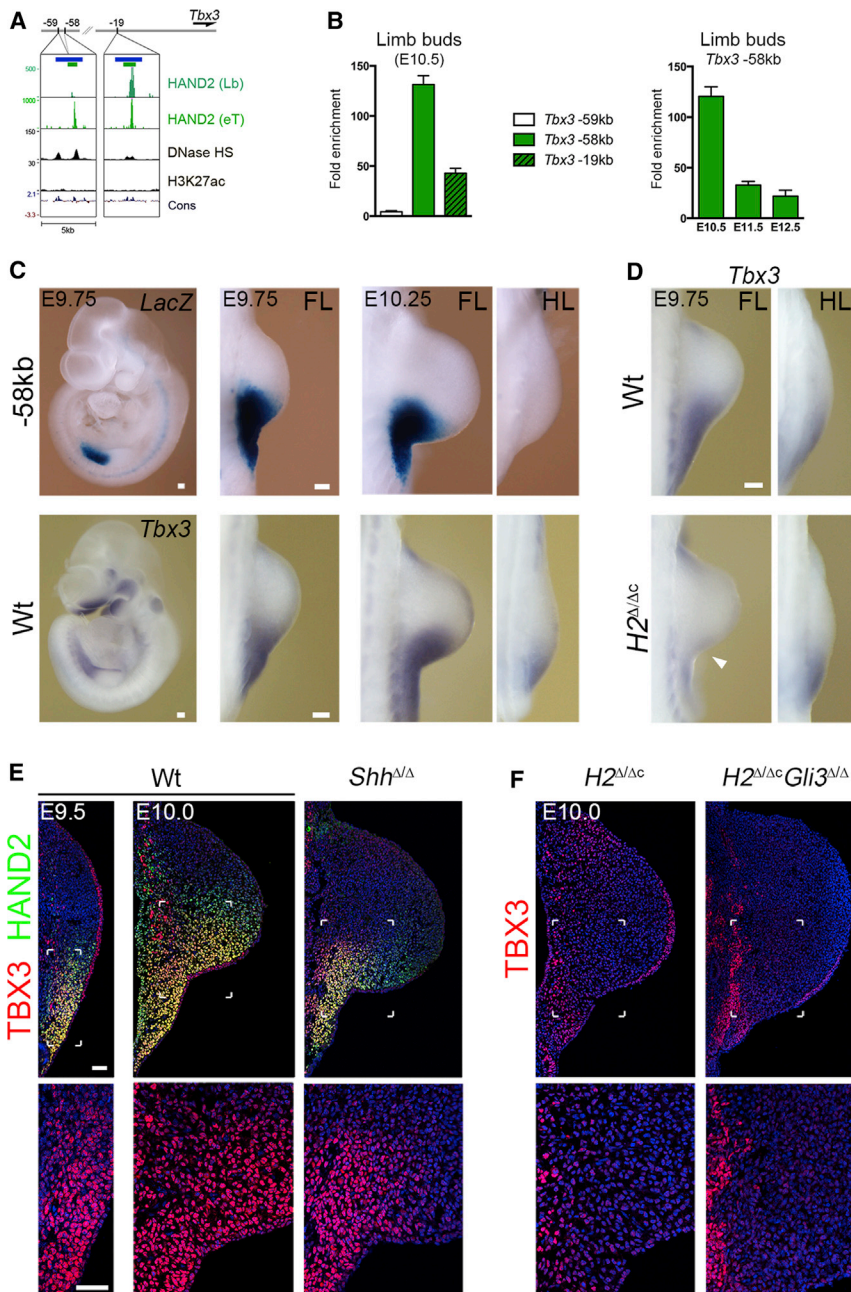 A
-59 -58 -19 Tbx3
500
HAND2 (Lb)
1000
HAND2 (eT)
150
DNase HS
30
H3K27ac
2.1
Cons
-3.3
5kb
B
Limb buds
(E10.5)
Fold enrichment
150
100
50
0
Tbx3 -59kb
Tbx3 -58kb
Tbx3 -19kb
Limb buds
Tbx3 -58kb
Fold enrichment
150
100
50
0
E10.5 E11.5 E12.5
C
-58kb
E9.75 LacZ
E9.75 FL
E10.25 FL
HL
Wt
Tbx3
D
Tbx3
E9.75 FL
HL
Wt
H2Δ/Δc
E
Wt
ShhΔ/Δ
E9.5
E10.0
TBX3 HAND2
F
H2Δ/Δc
H2Δ/ΔcGli3Δ/Δ
E10.0
TBX3